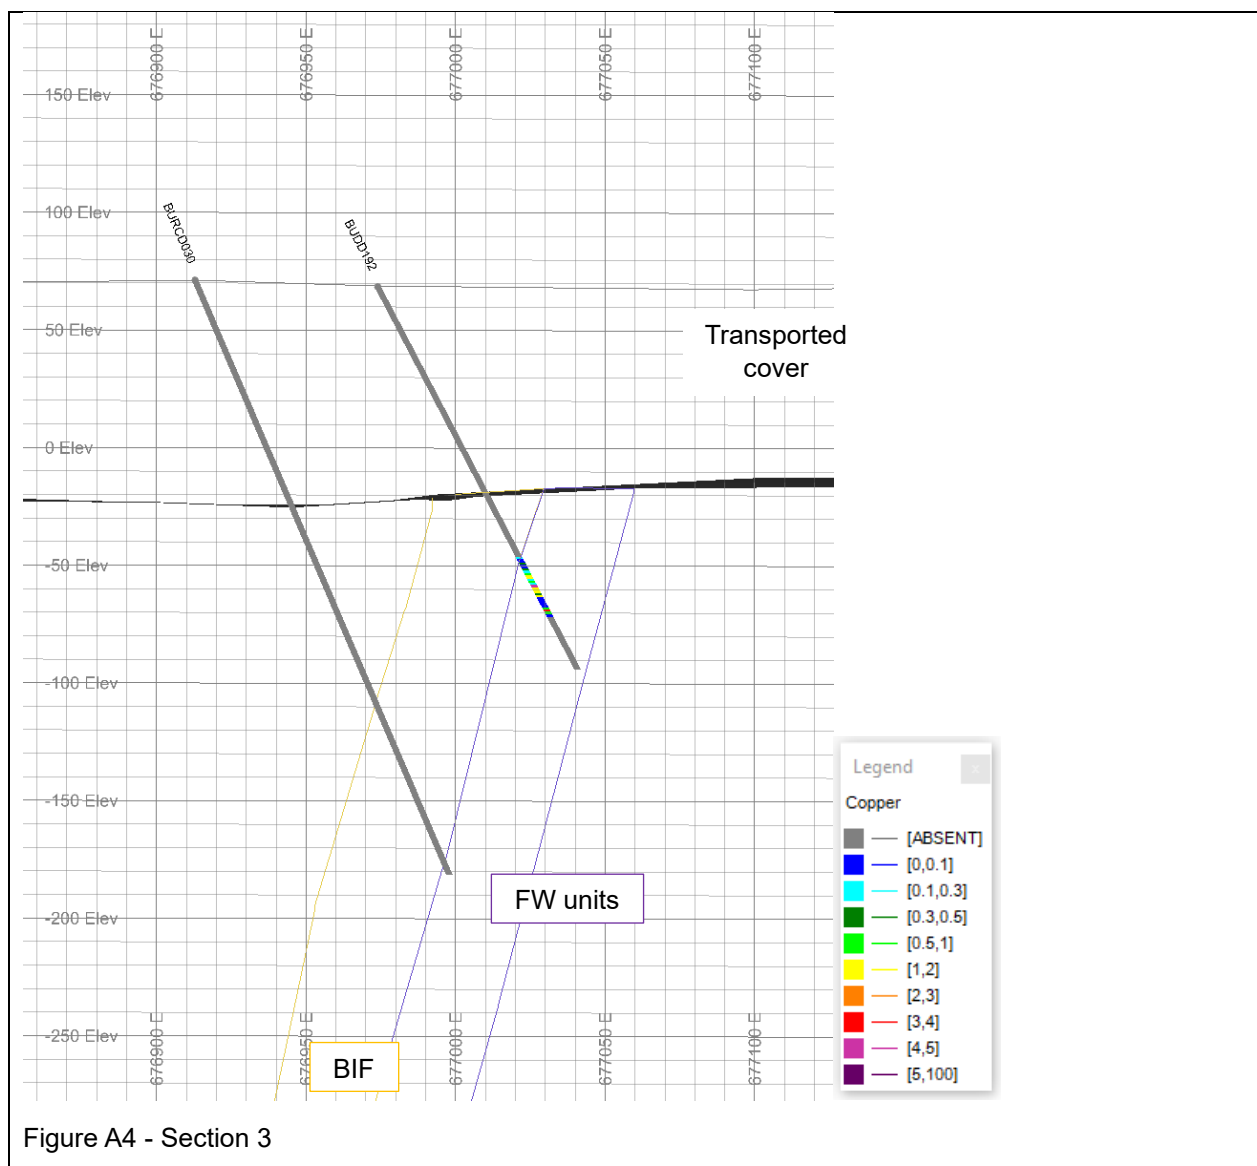 676900 E
676950 E
677000 E
677050 E
677100 E
150 Elev
100 Elev
BURCD030
BUDD192
50 Elev
Transported
cover
0 Elev
-50 Elev
-100 Elev
-150 Elev
-200 Elev
FW units
-250 Elev
BIF
676900 E
676950 E
677000 E
677050 E
677100 E
Legend
x
Copper
[ABSENT]
[0,0.1]
[0.1,0.3]
[0.3,0.5]
[0.5,1]
[1,2]
[2,3]
[3,4]
[4,5]
[5,100]
Figure A4 - Section 3